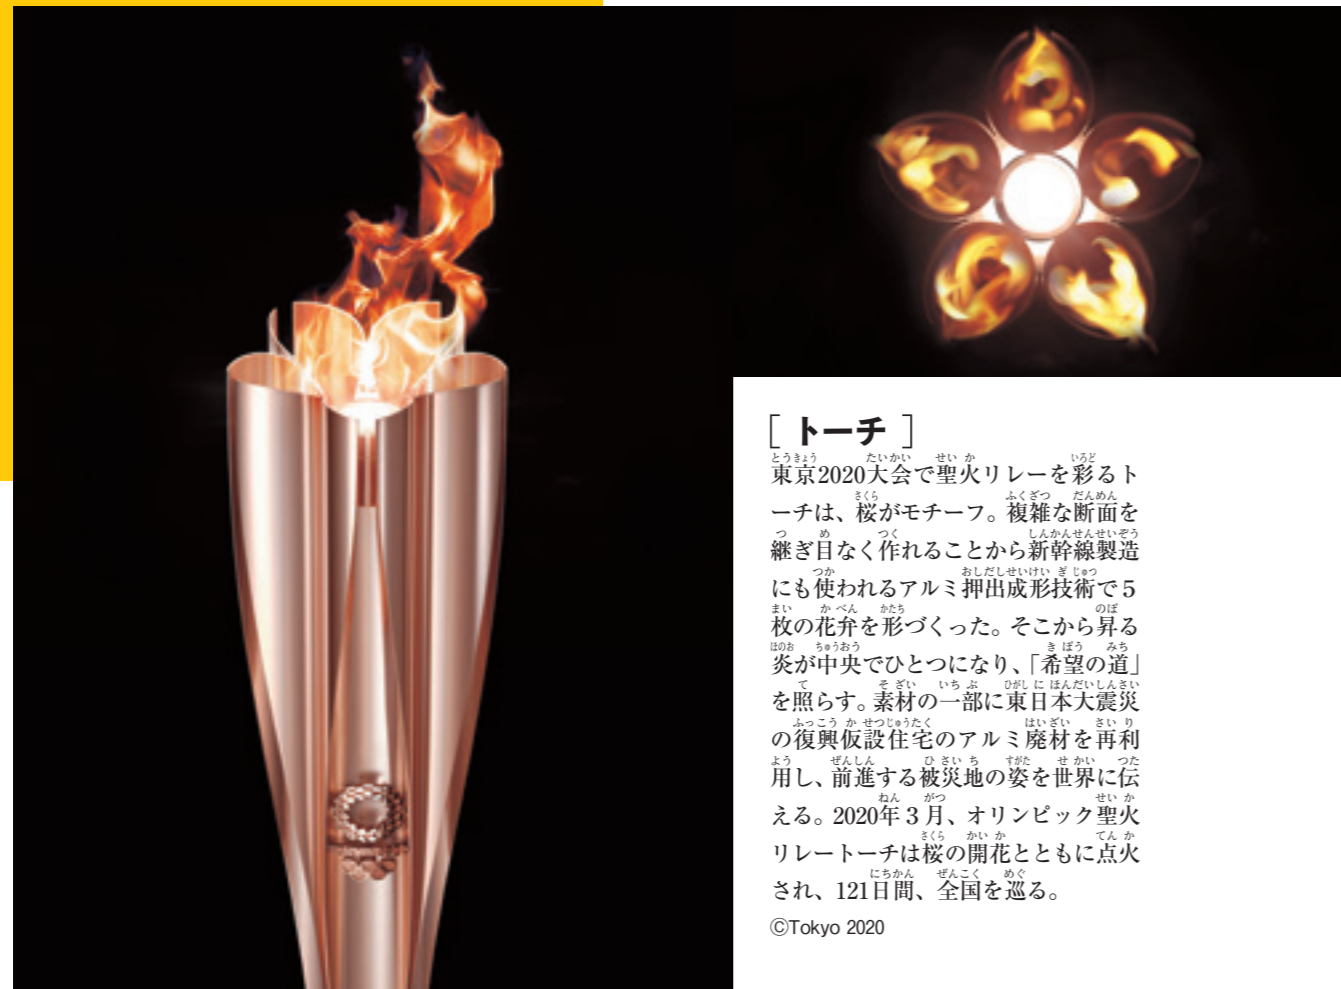 ［ トーチ ］
東京2020大会で聖火リレーを彩るト
ーチは、桜がモチーフ。複雑な断面を
継ぎ目なく作れることから新幹線製造
にも使われるアルミ押出成形技術で５
枚の花弁を形づくった。そこから昇る
炎が中央でひとつになり、「希望の道」
を照らす。素材の一部に東日本大震災
の復興仮設住宅のアルミ廃材を再利
用し、前進する被災地の姿を世界に伝
える。2020年３月、オリンピック聖火
リレートーチは桜の開花とともに点火
され、121日間、全国を巡る。
©Tokyo 2020